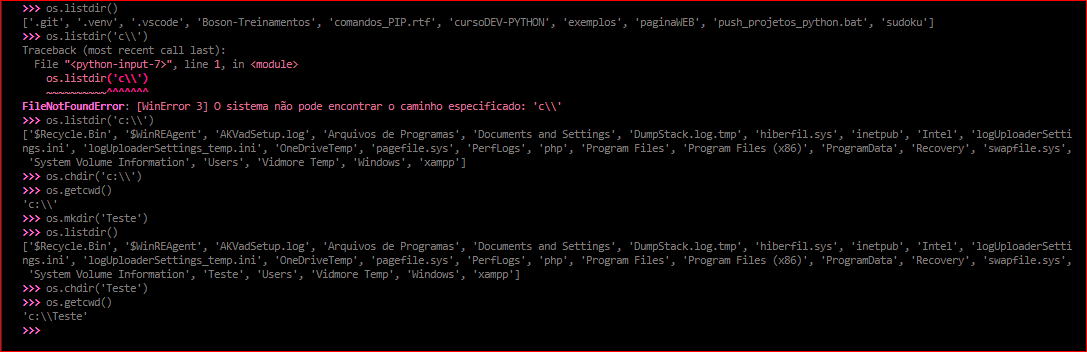 >>> os.listdir()
['.git', '.venv', '.vscode', 'Boson-Treinamentos', 'comandos_PIP.rtf', 'cursoDEV-PYTHON', 'exemplos', 'paginaWEB', 'push_projetos_python.bat', 'sudoku']
>>> os.listdir('c\\')
Traceback (most recent call last):
  File "<python-input-7>", line 1, in <module>
    os.listdir('c\\')
    ~~~~~~~~~~^^^^^^^
FileNotFoundError: [WinError 3] O sistema não pode encontrar o caminho especificado: 'c\\'
>>> os.listdir('c:\\')
['$Recycle.Bin', '$WinREAgent', 'AKVadSetup.log', 'Arquivos de Programas', 'Documents and Settings', 'DumpStack.log.tmp', 'hiberfil.sys', 'inetpub', 'Intel', 'logUploaderSetti
ngs.ini', 'logUploaderSettings_temp.ini', 'OneDriveTemp', 'pagefile.sys', 'PerfLogs', 'php', 'Program Files', 'Program Files (x86)', 'ProgramData', 'Recovery', 'swapfile.sys',
 'System Volume Information', 'Users', 'Vidmore Temp', 'Windows', 'xampp']
>>> os.chdir('c:\\')
>>> os.getcwd()
'c:\\'
>>> os.mkdir('Teste')
>>> os.listdir()
['$Recycle.Bin', '$WinREAgent', 'AKVadSetup.log', 'Arquivos de Programas', 'Documents and Settings', 'DumpStack.log.tmp', 'hiberfil.sys', 'inetpub', 'Intel', 'logUploaderSetti
ngs.ini', 'logUploaderSettings_temp.ini', 'OneDriveTemp', 'pagefile.sys', 'PerfLogs', 'php', 'Program Files', 'Program Files (x86)', 'ProgramData', 'Recovery', 'swapfile.sys',
 'System Volume Information', 'Teste', 'Users', 'Vidmore Temp', 'Windows', 'xampp']
>>> os.chdir('Teste')
>>> os.getcwd()
'c:\\Teste'
>>>